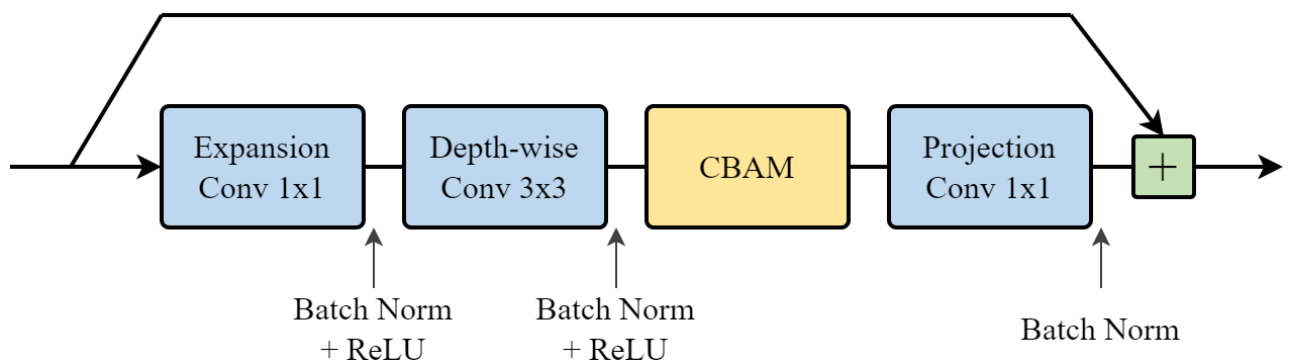 Expansion
Conv 1x1
Depth-wise
Conv 3x3
CBAM
Projection
Conv 1x1
+
Batch Norm
+ ReLU
Batch Norm
+ ReLU
Batch Norm